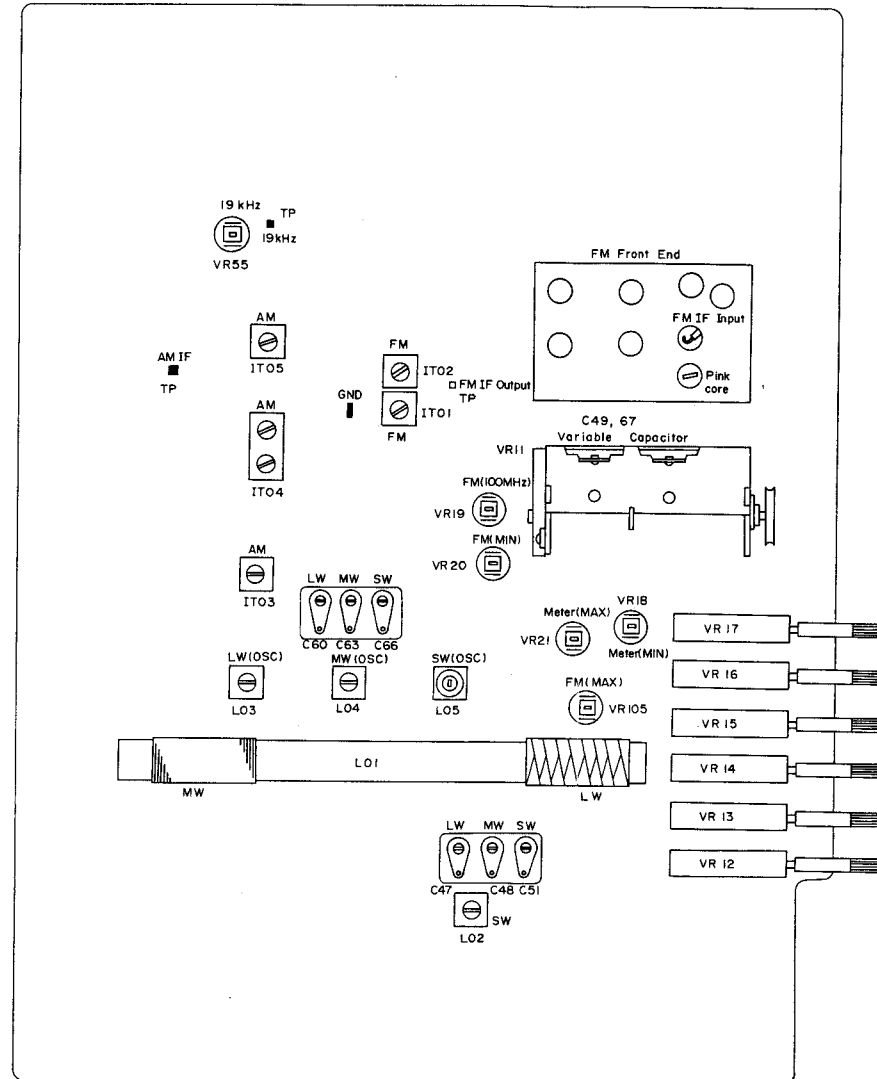 19 kHz
TP
19kHz
VR55
FM Front End
FM IF Input
Pink
core
AM
IT05
AM IF
TP
FM
IT02
FM IF Output
TP
GND
IT01
FM
AM
IT04
C49, 67
Variable Capacitor
VR11
FM(100MHz)
VR19
FM(MIN)
VR20
AM
IT03
LW MW SW
C60 C63 C66
Meter(MAX)
VR21
VR18
Meter(MIN)
VR 17
VR 16
VR 15
VR 14
VR 13
VR 12
LW(OSC)
L03
MW(OSC)
L04
SW(OSC)
L05
FM(MAX)
VR105
L01
MW
LW
LW MW SW
C47 C48 C51
SW
L02